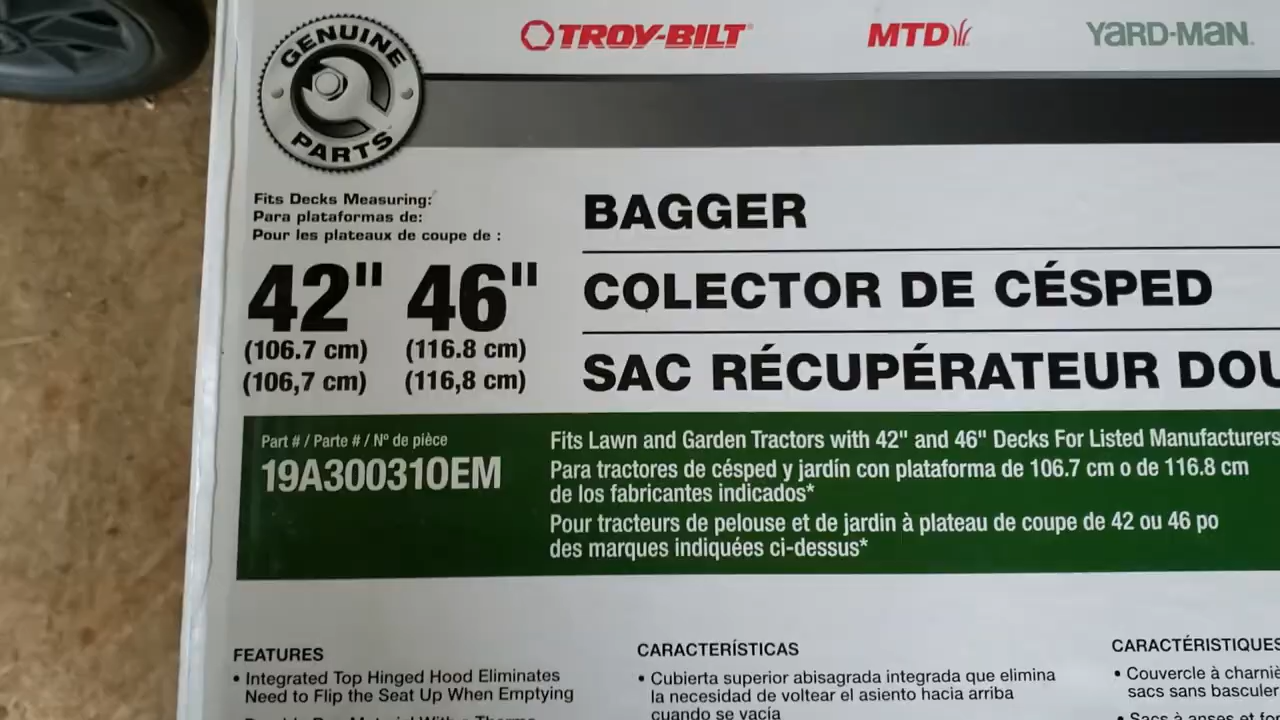 GENUINE PARTS
TROY-BILT
MTD
YARD-MAN
Fits Decks Measuring:
Para plataformas de:
Pour les plateaux de coupe de :
42" 46"
(106.7 cm) (116.8 cm)
(106,7 cm) (116,8 cm)
BAGGER
COLECTOR DE CÉSPED
SAC RÉCUPÉRATEUR
Part # / Parte # / Nº de pièce
19A30031OEM
Fits Lawn and Garden Tractors with 42" and 46" Decks For Listed Manufacturers
Para tractores de césped y jardín con plataforma de 106.7 cm o de 116.8 cm
de los fabricantes indicados*
Pour tracteurs de pelouse et de jardin à plateau de coupe de 42 ou 46 po
des marques indiquées ci-dessus*
FEATURES
• Integrated Top Hinged Hood Eliminates
Need to Flip the Seat Up When Emptying
CARACTERÍSTICAS
• Cubierta superior abisagrada integrada que elimina
la necesidad de voltear el asiento hacia arriba
cuando se vacía
CARACTÉRISTIQUES
• Couvercle à
sacs sans
• Sacs à anses et